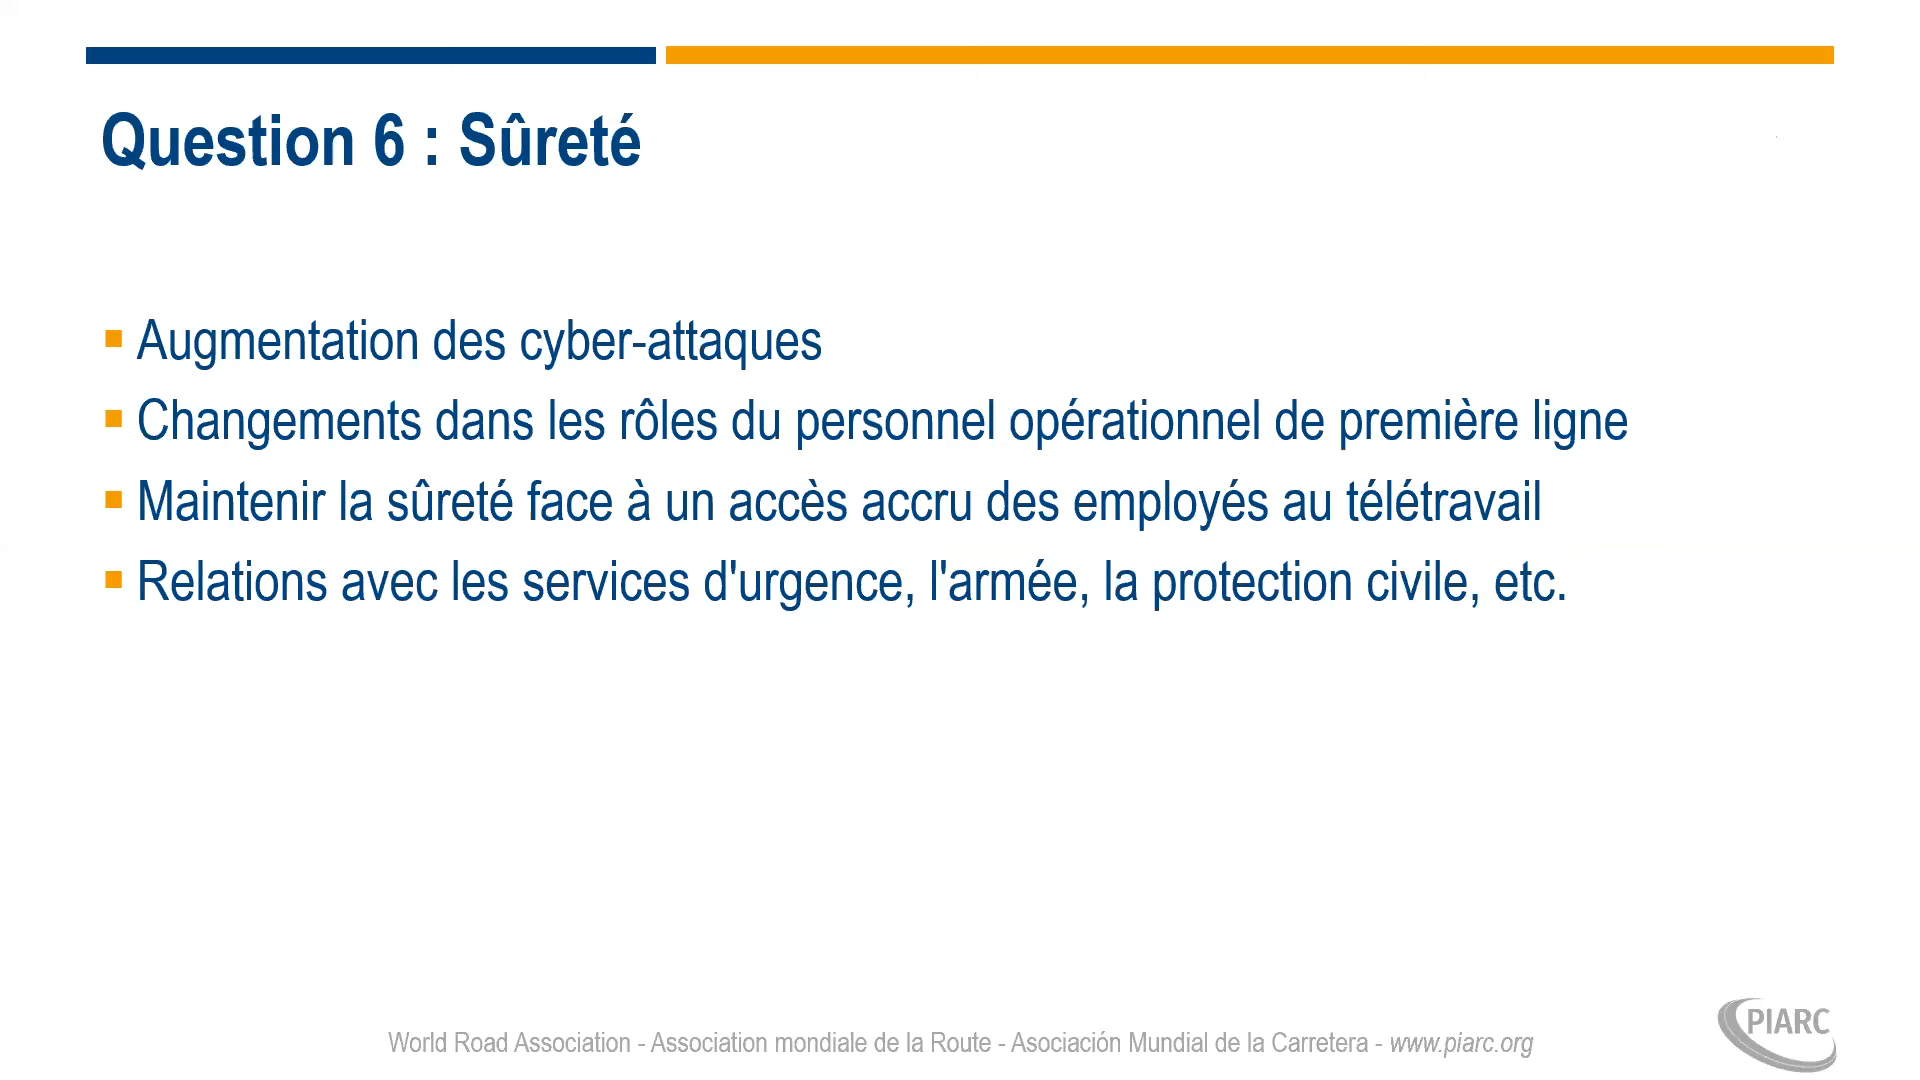 Question 6 : Sûreté
Augmentation des cyber-attaques
Changements dans les rôles du personnel opérationnel de première ligne
Maintenir la sûreté face à un accès accru des employés au télétravail
Relations avec les services d'urgence, l'armée, la protection civile, etc.
World Road Association - Association mondiale de la Route - Asociación Mundial de la Carretera - www.piarc.org
PIARC